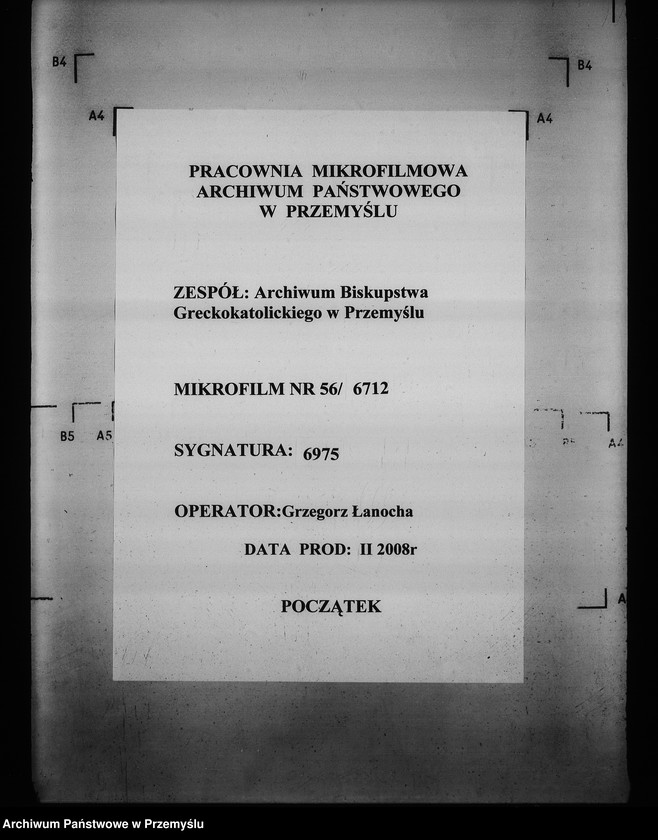 B4
B4
A4
A4
PRACOWNIA MIKROFILMOWA
ARCHIWUM PAŃSTWOWEGO
W PRZEMYŚLU
ZESPÓŁ: Archiwum Biskupstwa
Greckokatolickiego w Przemyślu
MIKROFILM NR 56/ 6712
B5 A5
SYGNATURA: 6975
OPERATOR:Grzegorz Łanocha
DATA PROD: II 2008r
POCZĄTEK
A
Archiwum Państwowe w Przemyślu